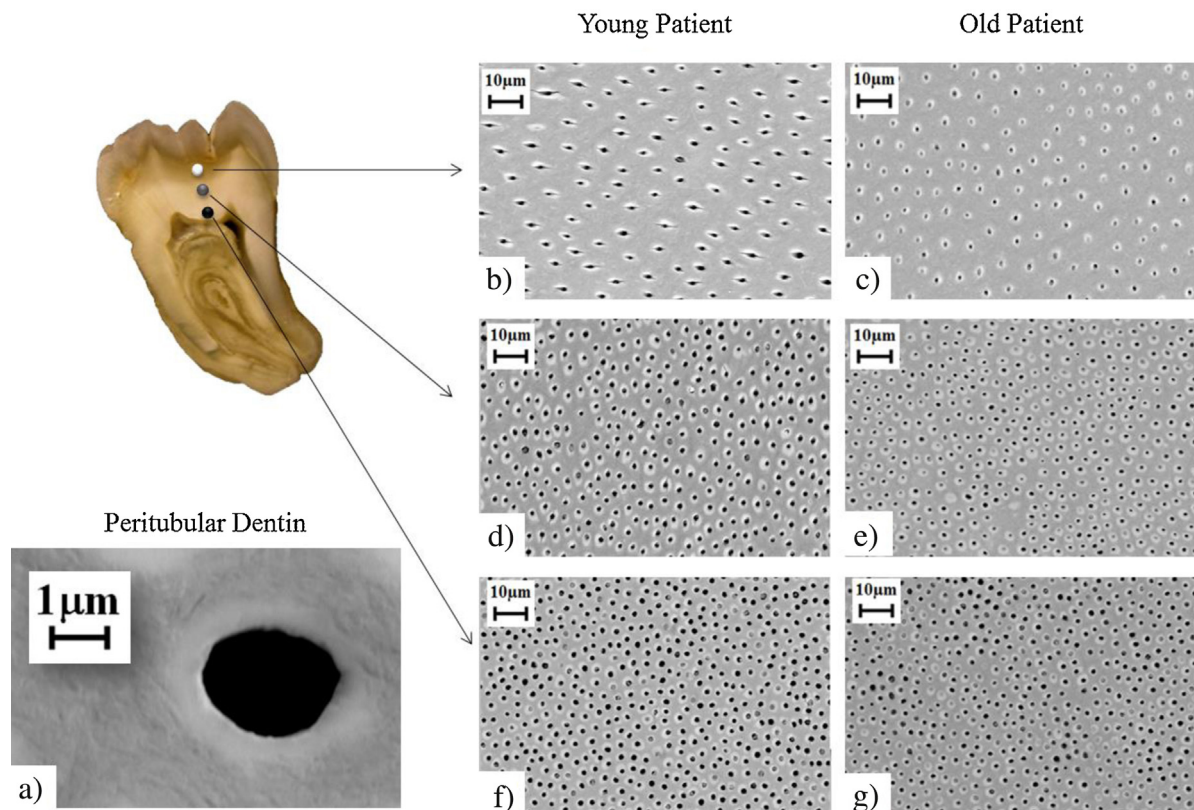 Young Patient
Old Patient
10μm
10μm
b)
c)
10μm
10μm
d)
e)
Peritubular Dentin
1μm
a)
10μm
10μm
f)
g)